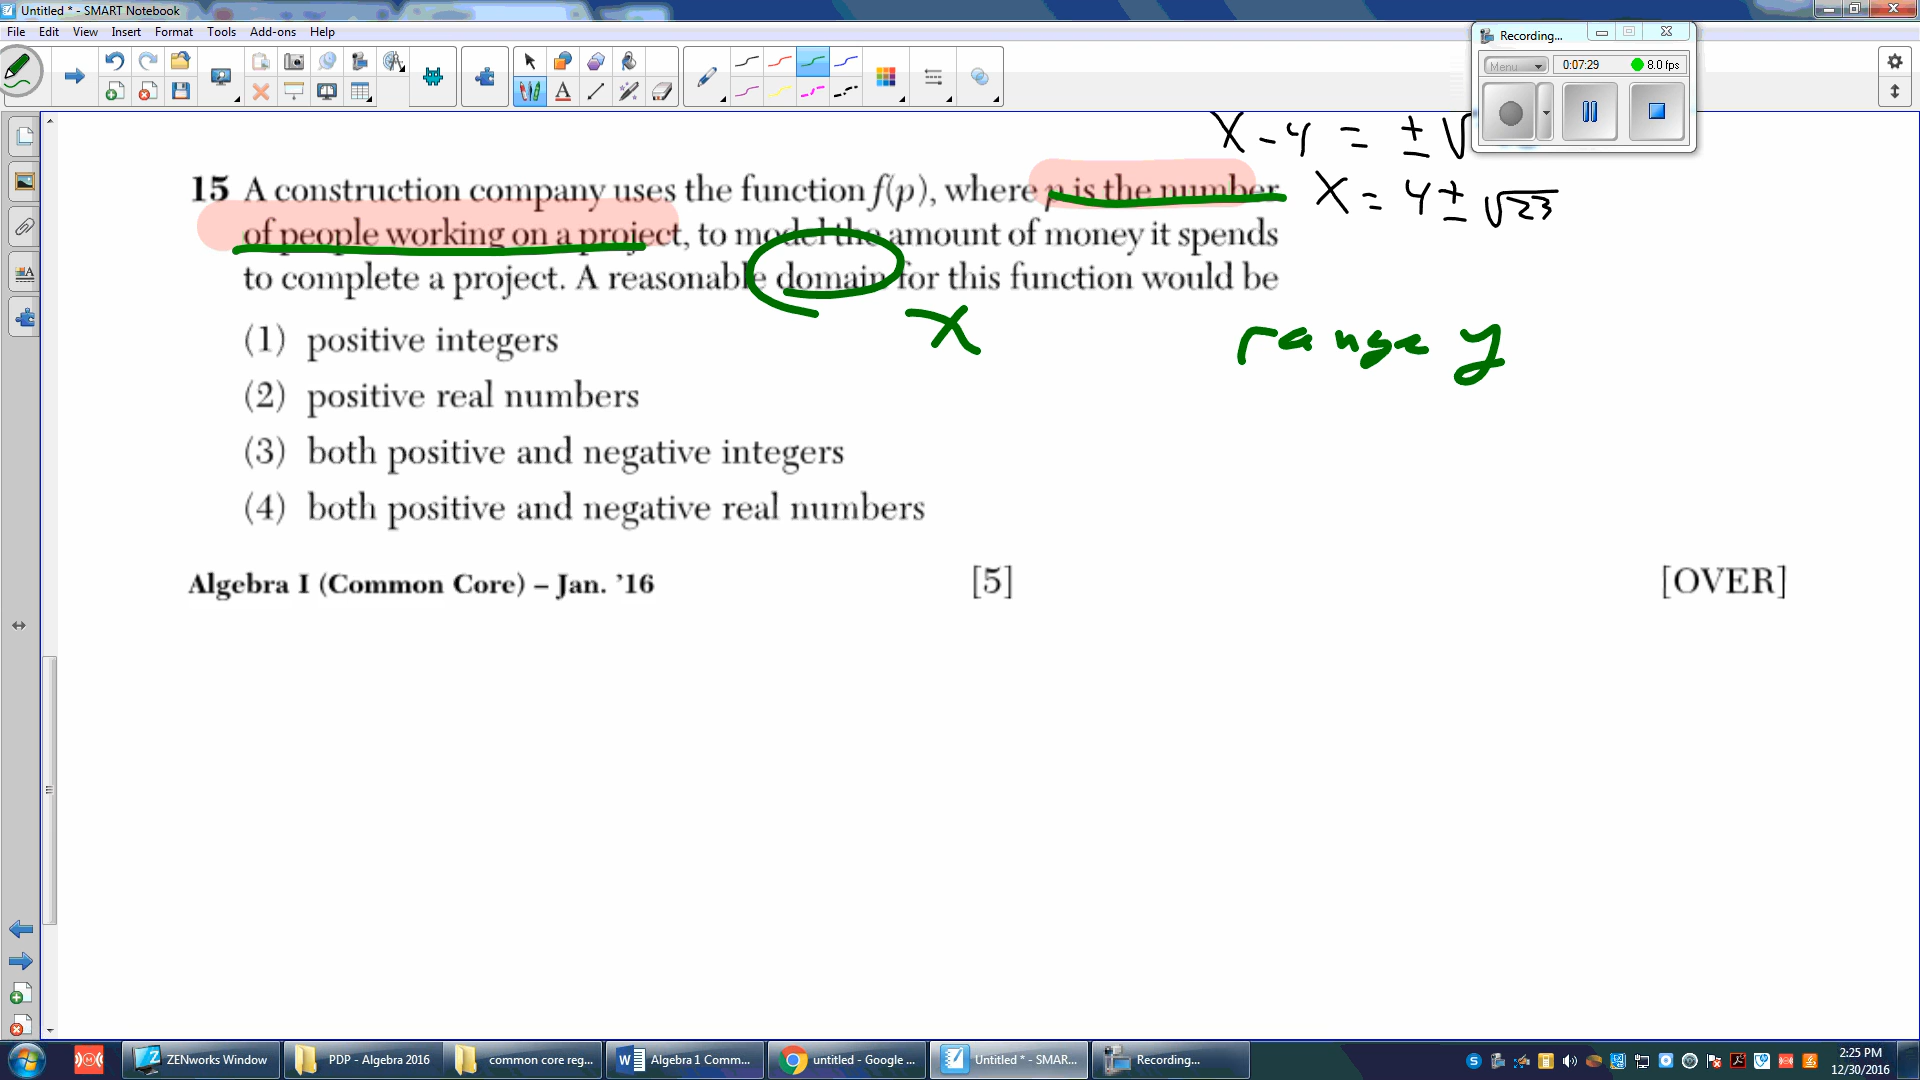 Untitled * - SMART Notebook
File Edit View Insert Format Tools Add-ons Help
Recording...
Menu 0:07:29 8.0 fps
x - 4 = ± √
x = 4 ± √23
15 A construction company uses the function f(p), where p is the number
of people working on a project, to model the amount of money it spends
to complete a project. A reasonable domain for this function would be
x
range y
(1) positive integers
(2) positive real numbers
(3) both positive and negative integers
(4) both positive and negative real numbers
Algebra I (Common Core) – Jan. ’16 [5] [OVER]
ZENworks Window PDP - Algebra 2016 common core reg... Algebra 1 Comm... untitled - Google ... Untitled * - SMAR... Recording... 2:25 PM
12/30/2016